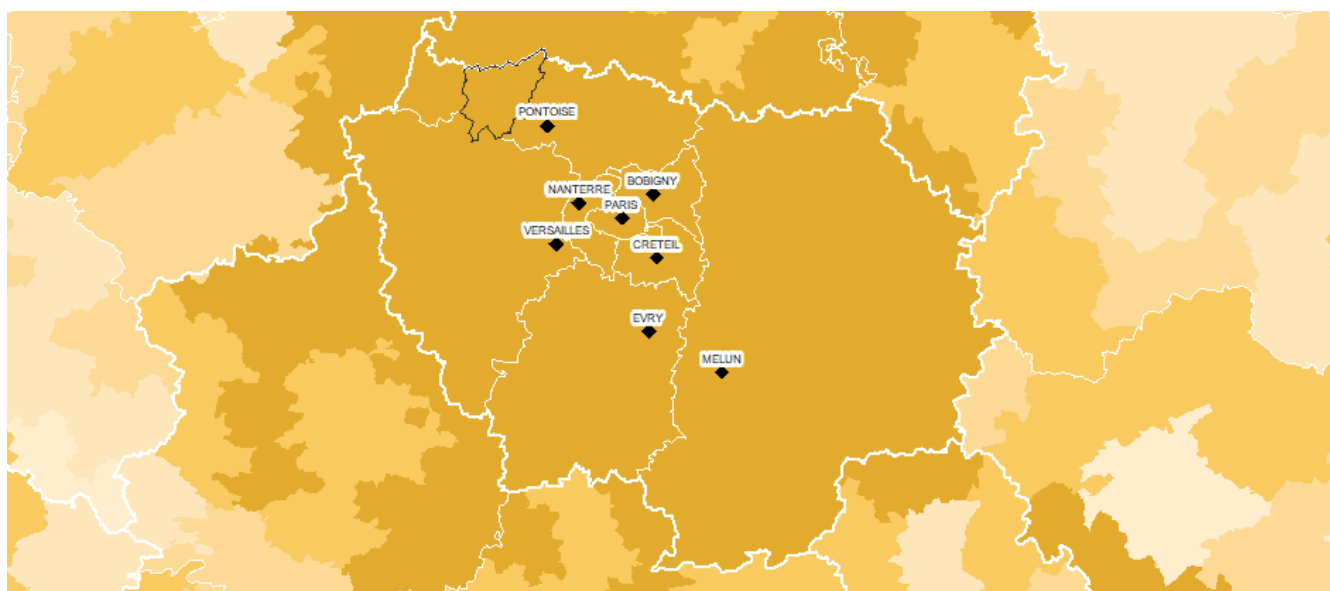 PONTOISE
BOBIGNY
NANTERRE
PARIS
VERSAILLES
CRETEIL
EVRY
MELUN